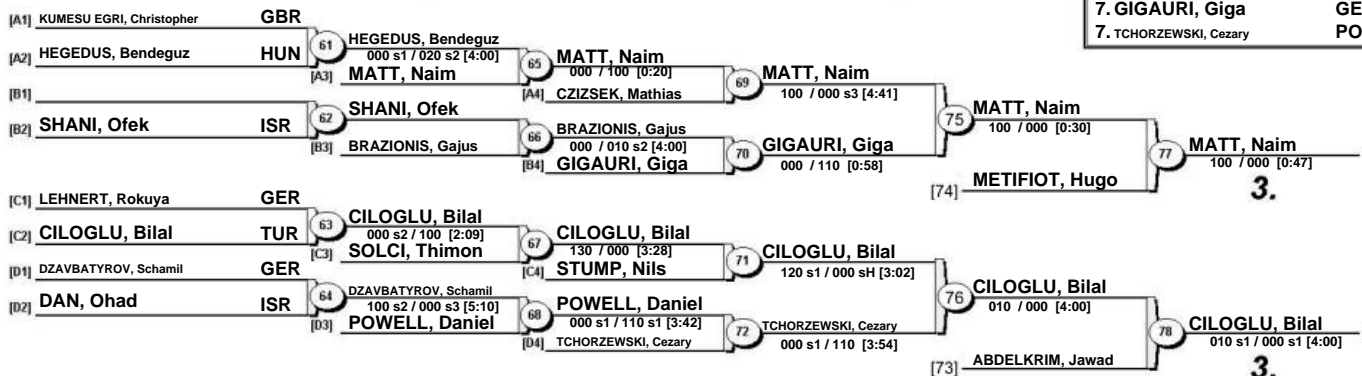 7. GIGAURI, Giga GE
7. TCHORZEWSKI, Cezary PO
[A1] KUMESU EGRI, Christopher GBR
[A2] HEGEDUS, Bendeguz HUN
61
HEGEDUS, Bendeguz
000 s1 / 020 s2 [4:00]
[A3] MATT, Naim
65
MATT, Naim
000 / 100 [0:20]
[A4] CZIZSEK, Mathias
69
MATT, Naim
100 / 000 s3 [4:41]
[B1]
[B2] SHANI, Ofek ISR
62
SHANI, Ofek
[B3] BRAZIONIS, Gajus
66
BRAZIONIS, Gajus
000 / 010 s2 [4:00]
[B4] GIGAURI, Giga
70
GIGAURI, Giga
000 / 110 [0:58]
75
MATT, Naim
100 / 000 [0:30]
[74] METIFIOT, Hugo
77
MATT, Naim
100 / 000 [0:47]
3.
[C1] LEHNERT, Rokuya GER
[C2] CILOGLU, Bilal TUR
63
CILOGLU, Bilal
000 s2 / 100 [2:09]
[C3] SOLCI, Thimon
67
CILOGLU, Bilal
130 / 000 [3:28]
[C4] STUMP, Nils
71
CILOGLU, Bilal
120 s1 / 000 sH [3:02]
[D1] DZAVBATYROV, Schamil GER
[D2] DAN, Ohad ISR
64
DZAVBATYROV, Schamil
100 s2 / 000 s3 [5:10]
[D3] POWELL, Daniel
68
POWELL, Daniel
000 s1 / 110 s1 [3:42]
[D4] TCHORZEWSKI, Cezary
72
TCHORZEWSKI, Cezary
000 s1 / 110 [3:54]
76
CILOGLU, Bilal
010 / 000 [4:00]
[73] ABDELKRIM, Jawad
78
CILOGLU, Bilal
010 s1 / 000 s1 [4:00]
3.